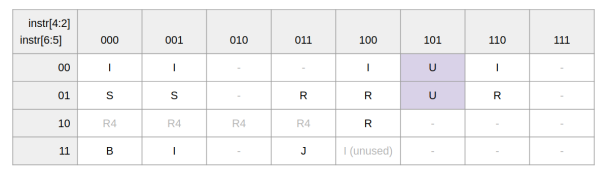 instr[4:2]
instr[6:5] 000 001 010 011 100 101 110 111
00 I I - - I U I -
01 S S - R R U R -
10 R4 R4 R4 R4 R - - -
11 B I - J I (unused) - - -